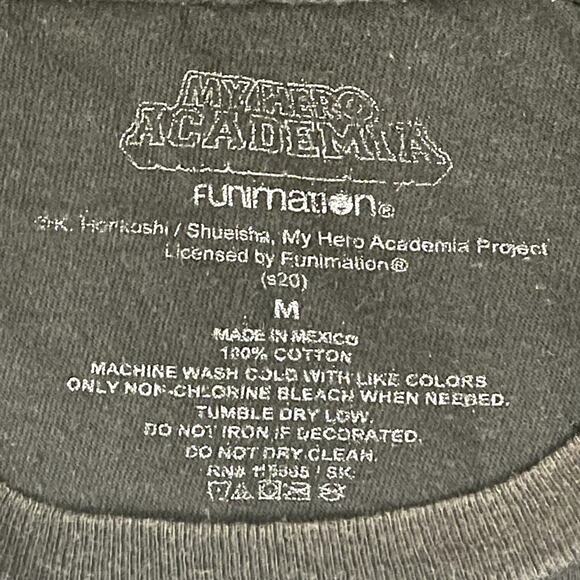 MY HERO
ACADEMIA
FUNIMATION®
©K. Horikoshi / Shueisha, My Hero Academia Project
Licensed by Funimation®
(s20)
M
MADE IN MEXICO
100% COTTON
MACHINE WASH COLD WITH LIKE COLORS
ONLY NON-CHLORINE BLEACH WHEN NEEDED.
TUMBLE DRY LOW.
DO NOT IRON IF DECORATED.
DO NOT DRY CLEAN.
RN# / SK